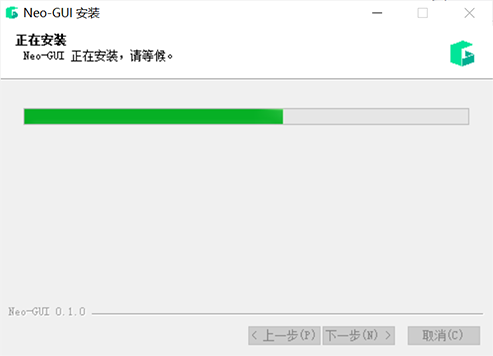 Neo-GUI 安装
正在安装
Neo-GUI 正在安装，请等候。
Neo-GUI 0.1.0
< 上一步(P) 下一步(N) > 取消(C)